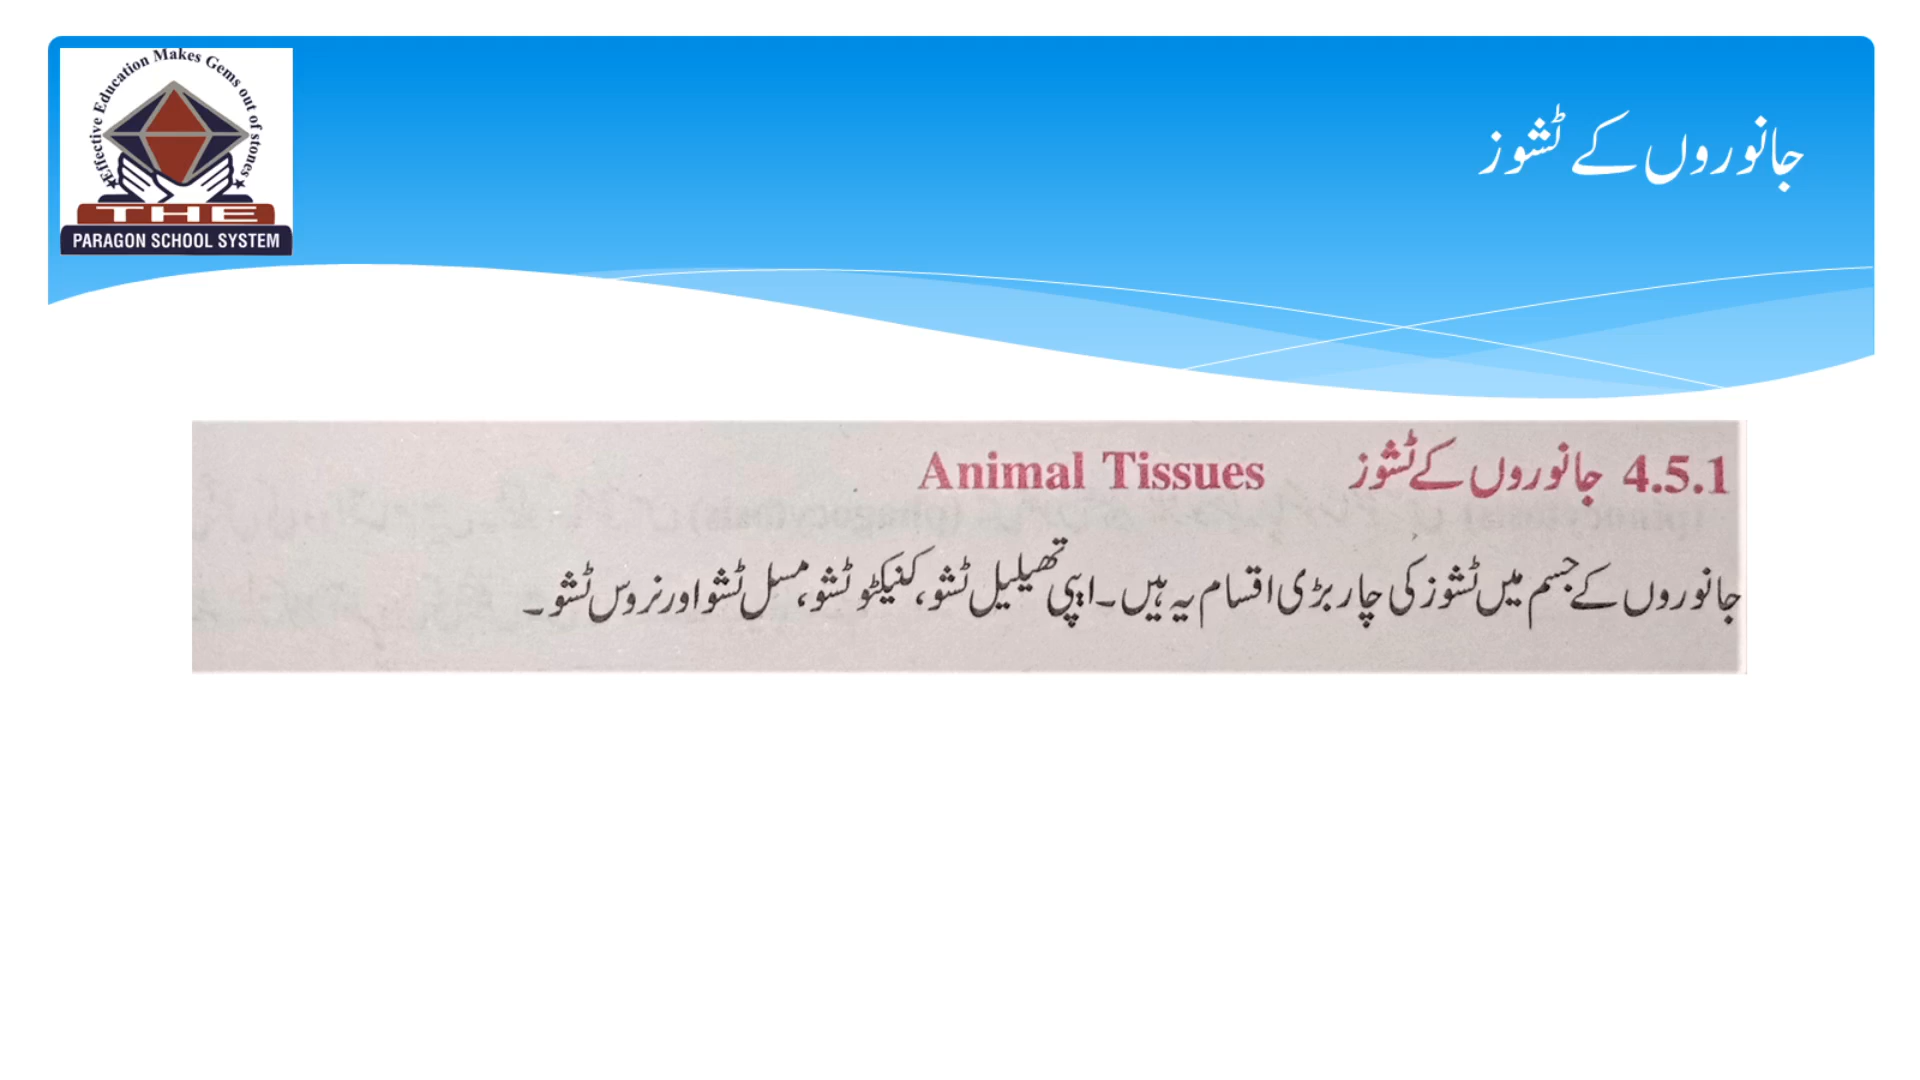 Effective Education Makes Gems out of stones
THE
PARAGON SCHOOL SYSTEM
جانوروں کے ٹشوز
4.5.1 جانوروں کے ٹشوز Animal Tissues
جانوروں کے جسم میں ٹشوز کی چار بڑی اقسام یہ ہیں۔ ایپی تھیلیل ٹشو، کنیکٹو ٹشو، مسل ٹشو اور نروس ٹشو۔